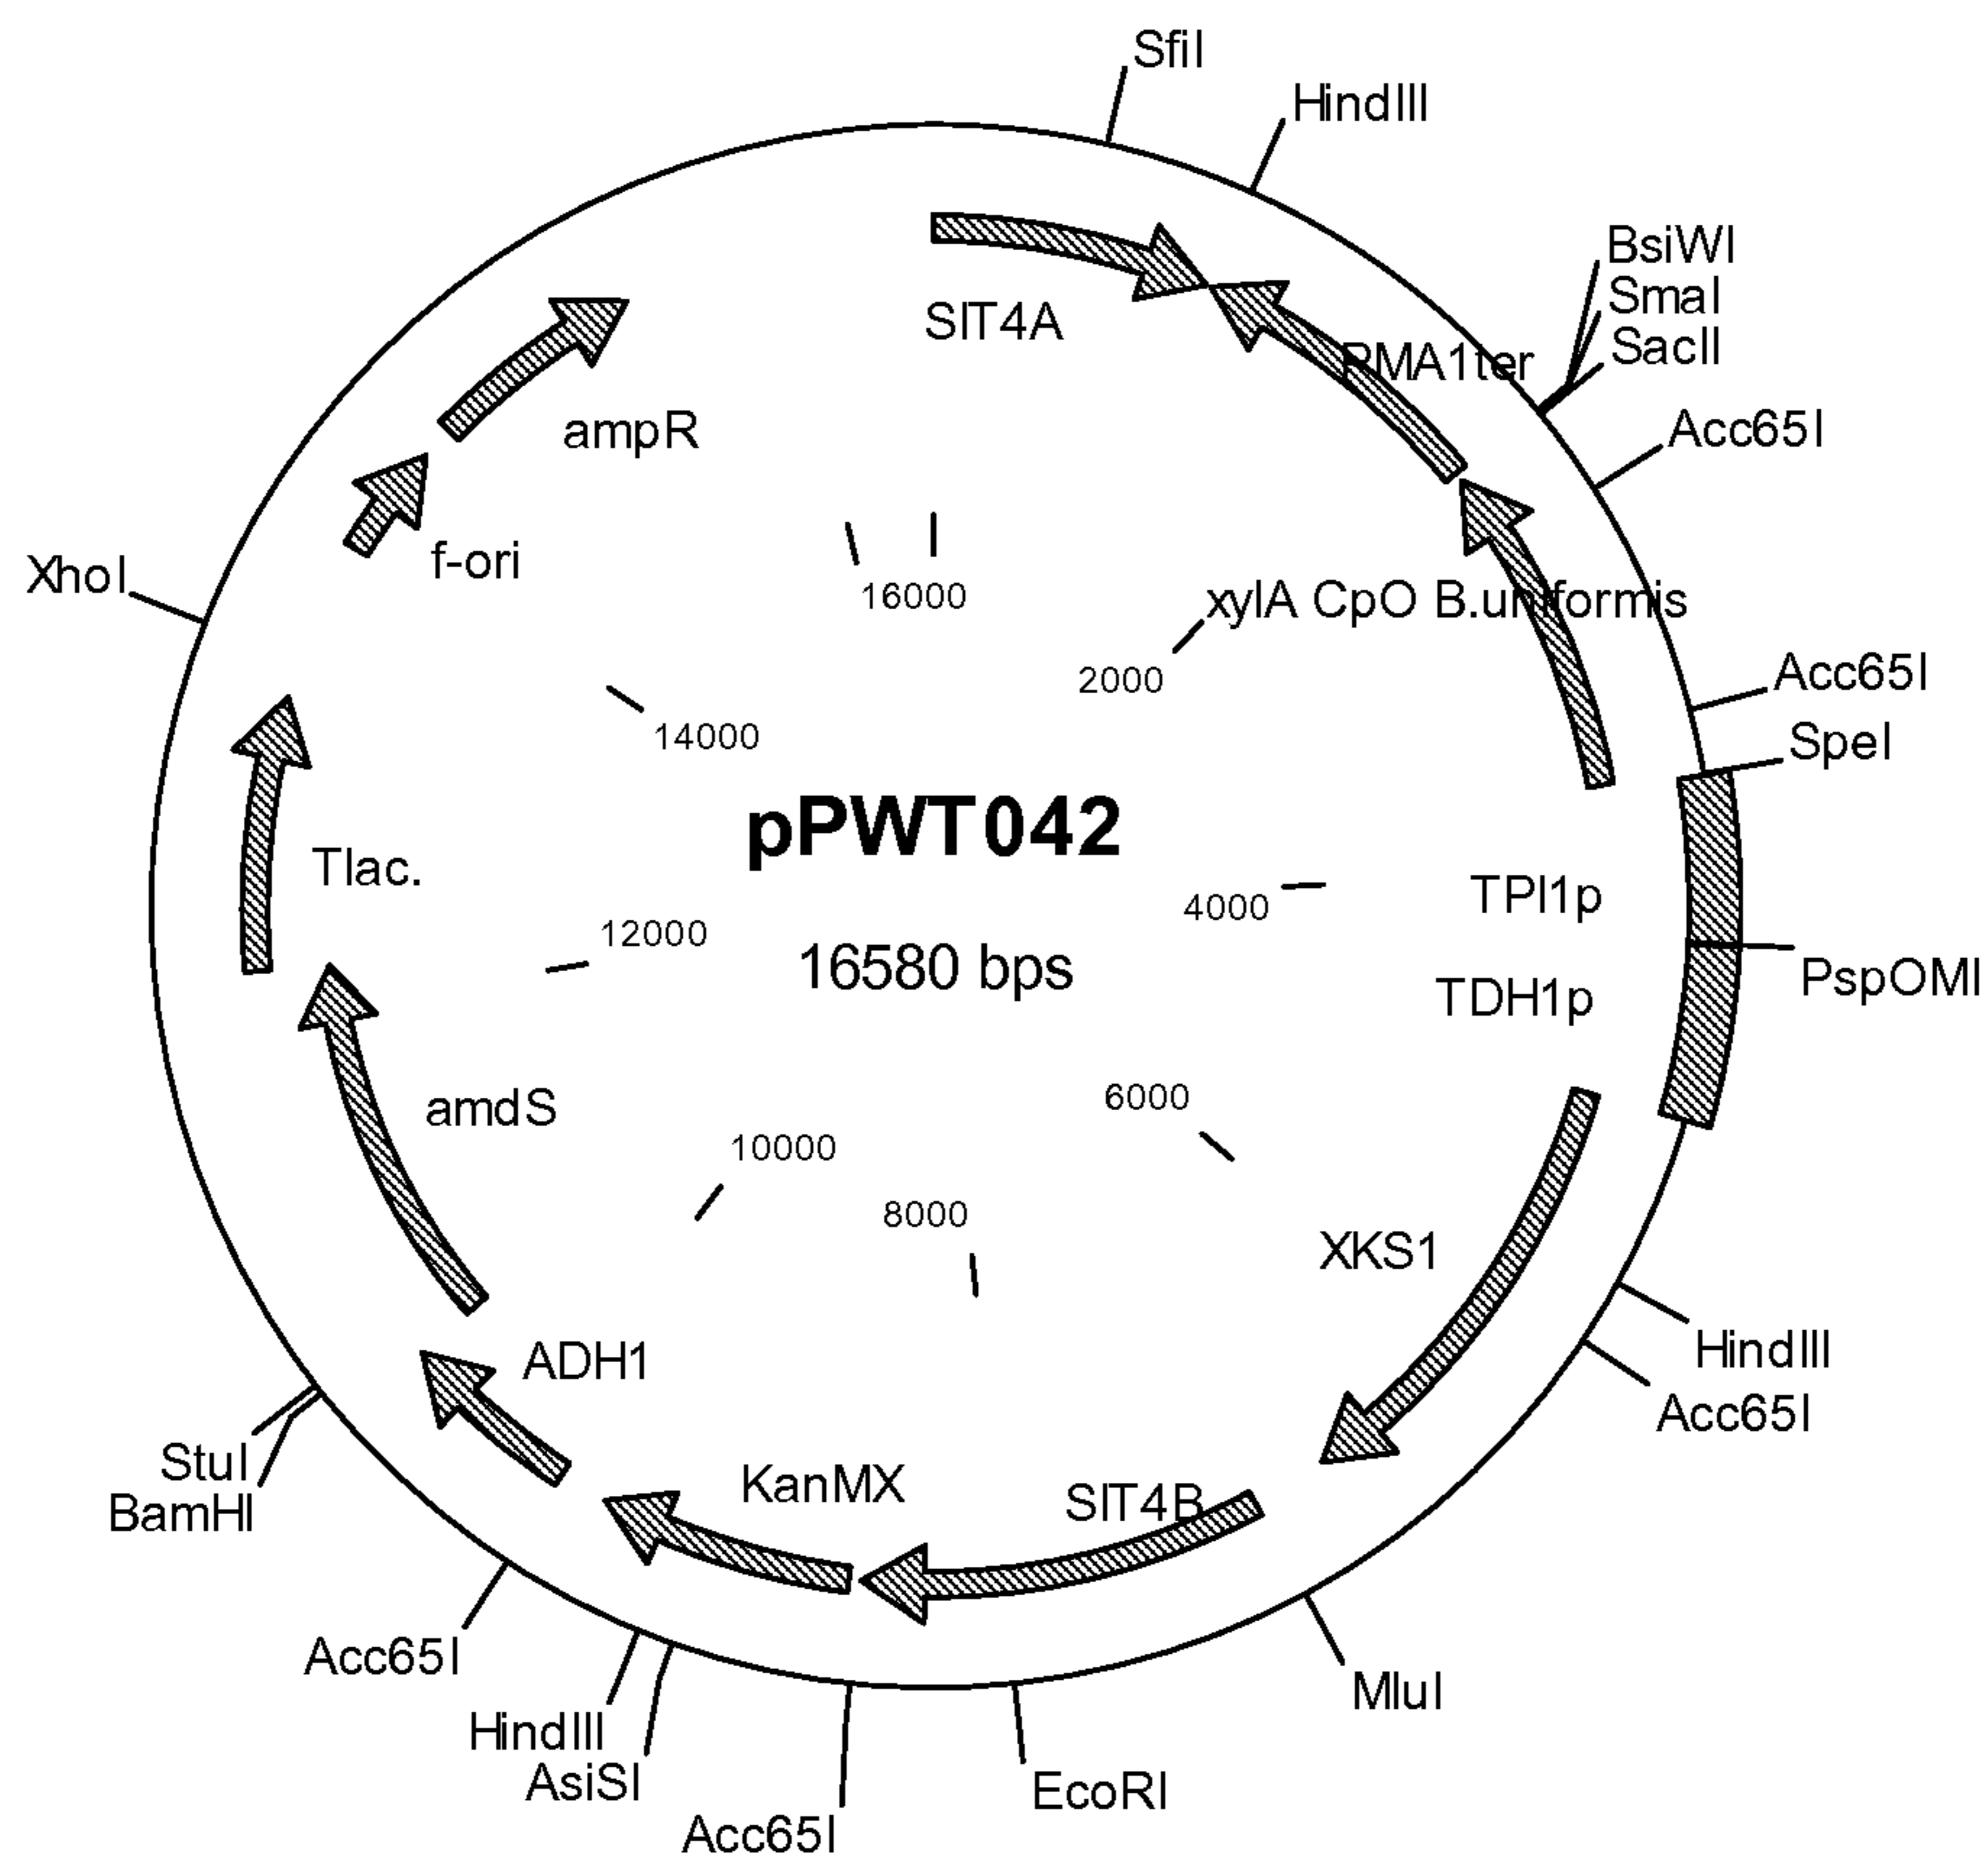 SfiI
HindIII
BsiWI
SmaI
SacII
Acc65I
SIT4A
PMA1ter
ampR
f-ori
XhoI
16000
xylA CpO B.uniformis
2000
Acc65I
14000
SpeI
pPWT042
Tlac.
TPI1p
4000
12000
16580 bps
PspOMI
TDH1p
amdS
6000
10000
8000
XKS1
HindIII
ADH1
Acc65I
StuI
KanMX
SIT4B
BamHI
Acc65I
MluI
HindIII
AsiSI
EcoRI
Acc65I